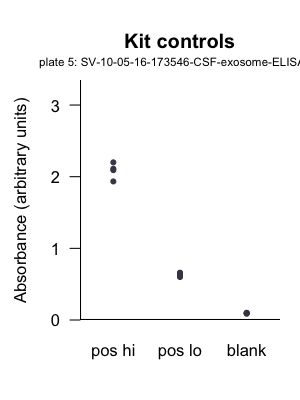 Kit controls
plate 5: SV-10-05-16-173546-CSF-exosome-ELISA
Absorbance (arbitrary units)
3
2
1
0
pos hi pos lo blank